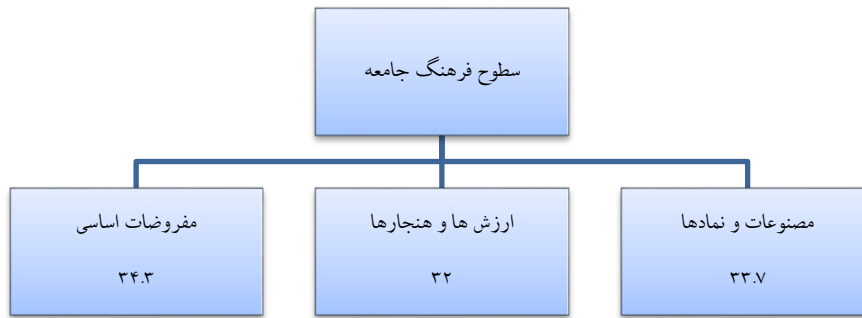 سطوح فرهنگ جامعه
مصنوعات و نمادها
۳۳.۷
ارزش ها و هنجارها
۳۲
مفروضات اساسی
۳۴.۳